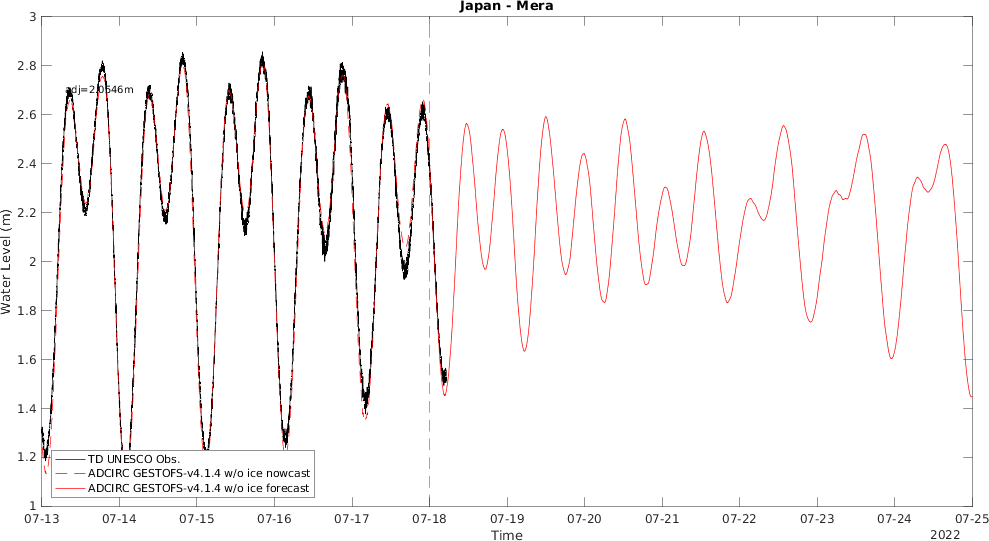 Japan - Mera
3
2.8
2.6
2.4
2.2
2
1.8
1.6
1.4
1.2
1
Water Level (m)
adj=2.0546m
TD UNESCO Obs.
ADCIRC GESTOFS-v4.1.4 w/o ice nowcast
ADCIRC GESTOFS-v4.1.4 w/o ice forecast
07-13 07-14 07-15 07-16 07-17 07-18 07-19 07-20 07-21 07-22 07-23 07-24 07-25
Time
2022